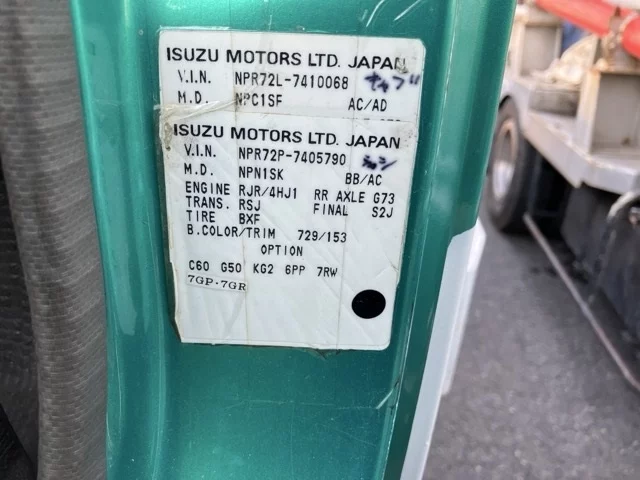 ISUZU MOTORS LTD. JAPAN
V.I.N. NPR72L-7410068 キャブ
M.D. NPC1SF AC/AD
ISUZU MOTORS LTD. JAPAN
V.I.N. NPR72P-7405790 シャシ
M.D. NPN1SK BB/AC
ENGINE RJR/4HJ1 RR AXLE G73
TRANS. RSJ FINAL S2J
TIRE BXF
B.COLOR/TRIM 729/153
OPTION
C60 G50 KG2 6PP 7RW
7GP·7GR